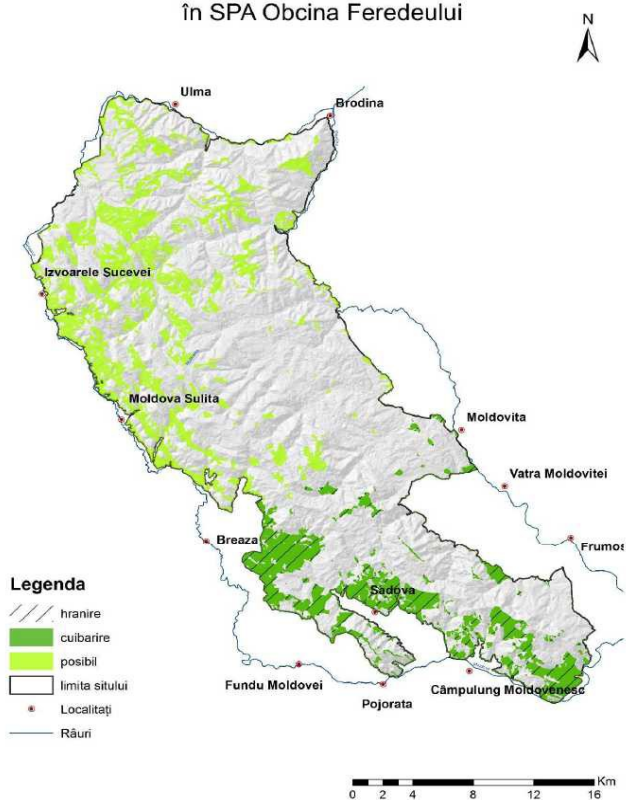 în SPA Obcina Feredeului
N
Ulma
Brodina
Izvoarele Sucevei
Moldova Sulita
Moldovita
Vatra Moldovitei
Breaza
Frumos
Sadova
Fundu Moldovei
Câmpulung Moldovenesc
Pojorata
Legenda
hranire
cuibarire
posibil
limita sitului
Localitați
Râuri
Km
0 2 4 8 12 16